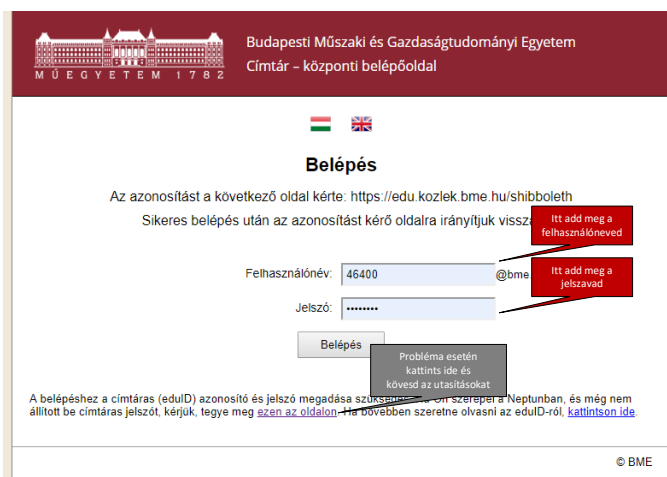 Budapesti Műszaki és Gazdaságtudományi Egyetem
Címtár – központi belépőoldal
MŰEGYETEM 1782
Belépés
Az azonosítást a következő oldal kérte: https://edu.kozlek.bme.hu/shibboleth
Sikeres belépés után az azonosítást kérő oldalra irányítjuk
Itt add meg a
felhasználóneved
Felhasználónév: 46400 @bme.
Itt add meg a
jelszavad
Jelszó: ••••••••
Belépés
Probléma esetén
kattints ide és
kövesd az utasításokat
A belépéshez a címtáras (eduID) azonosító és jelszó megadása Ön szerepel a Neptunban, és még nem
állított be címtáras jelszót, kérjük, tegye meg ezen az oldalon. Ha bővebben szeretne olvasni az eduID-ról, kattintson ide.
© BME